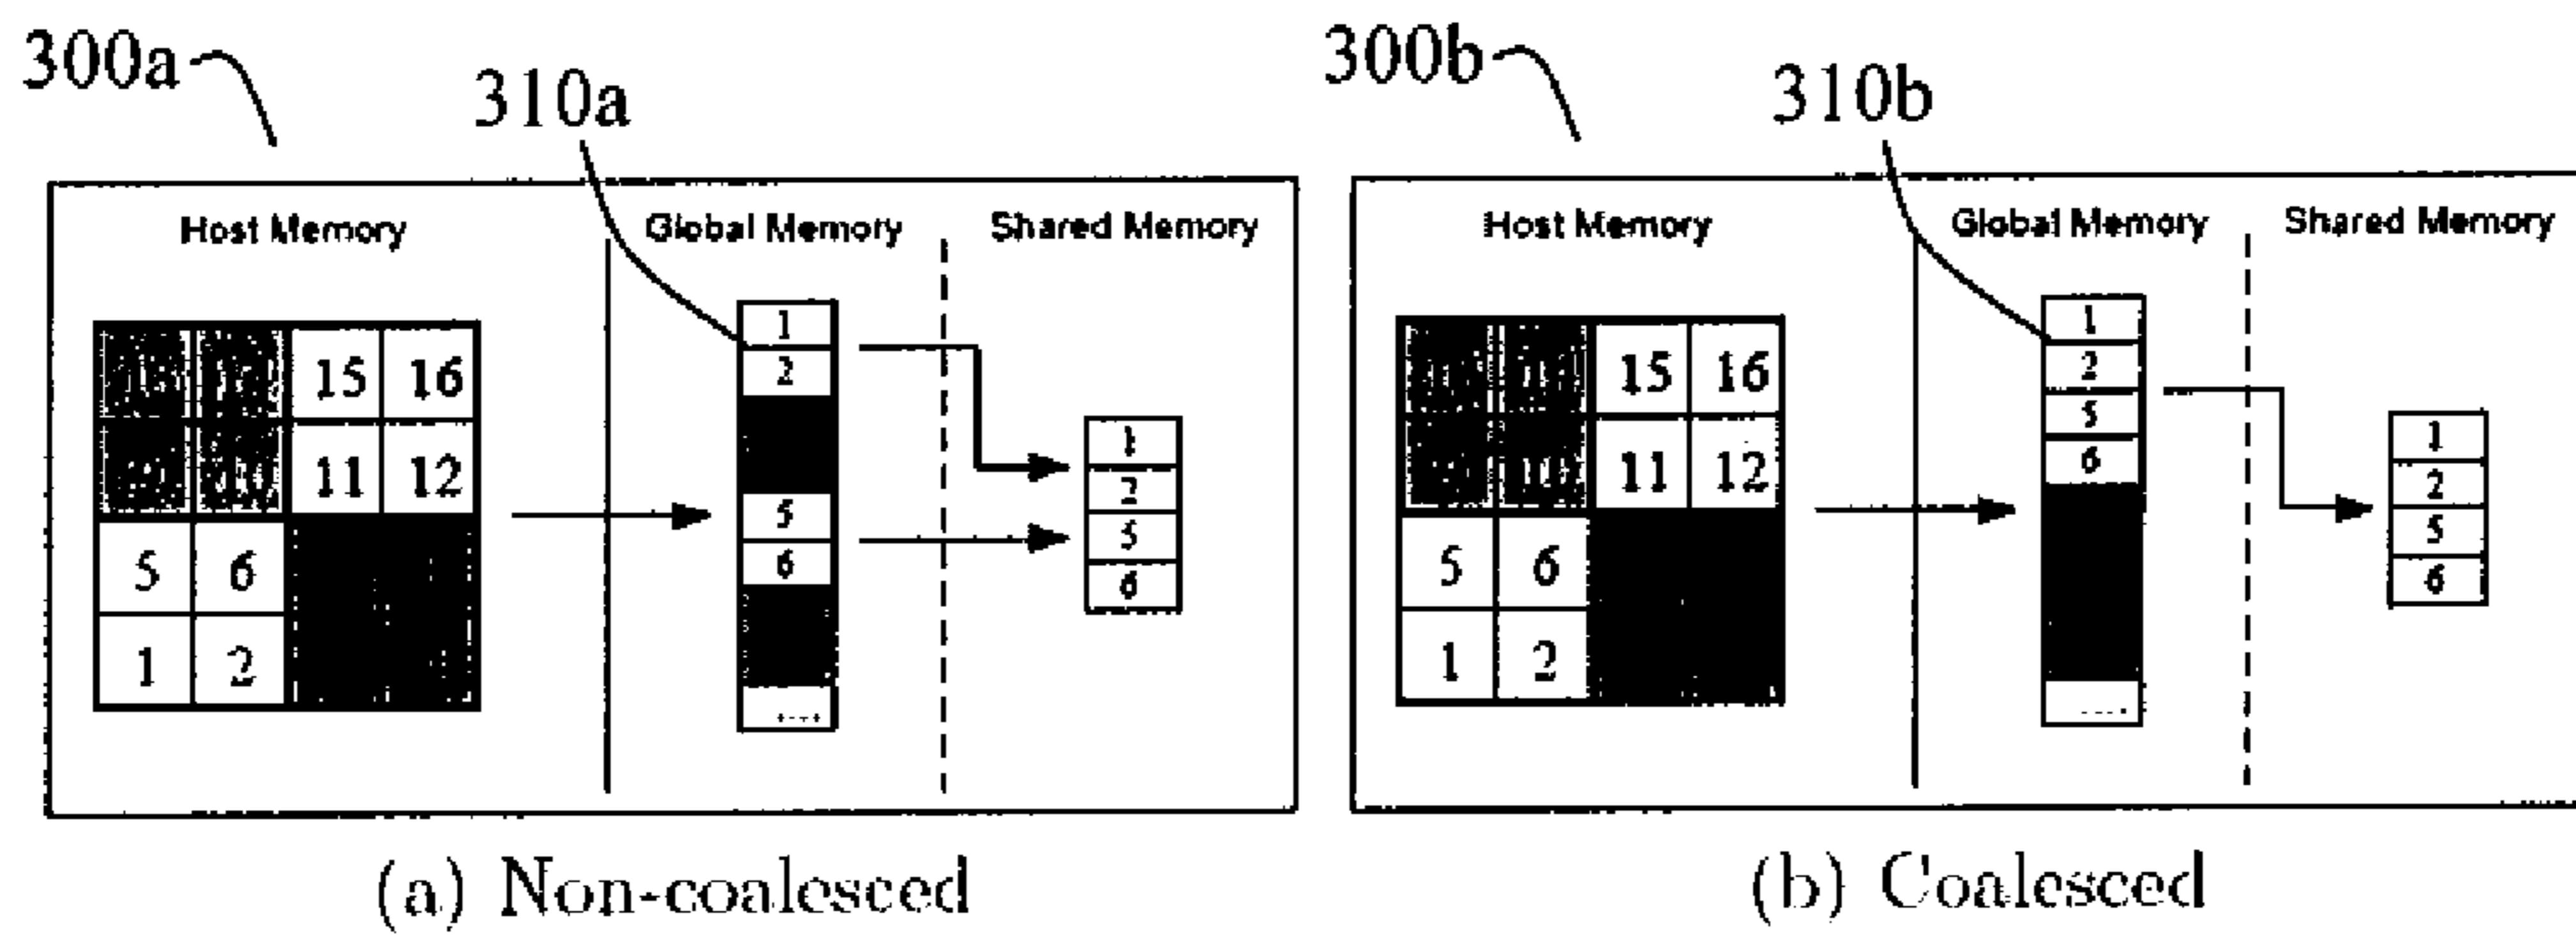 300a
310a
Host Memory
Global Memory
Shared Memory
15 16
11 12
5 6
1 2
1
2
5
6
....
1
2
5
6
(a) Non-coalesced
300b
310b
Host Memory
Global Memory
Shared Memory
15 16
11 12
5 6
1 2
1
2
5
6
....
1
2
5
6
(b) Coalesced